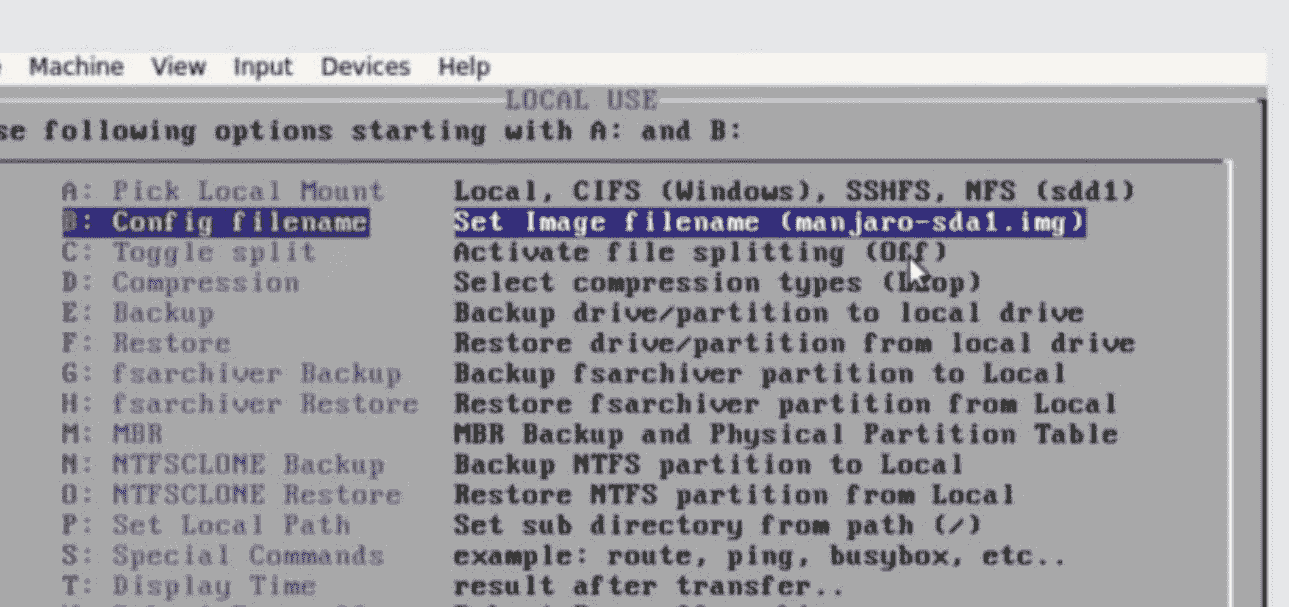 Machine View Input Devices Help
LOCAL USE
se following options starting with A: and B:
A: Pick Local Mount Local, CIFS (Windows), SSHFS, NFS (sdd1)
B: Config filename Set Image filename (manjaro-sda1.img)
C: Toggle split Activate file splitting (Off)
D: Compression Select compression types (Lzop)
E: Backup Backup drive/partition to local drive
F: Restore Restore drive/partition from local drive
G: fsarchiver Backup Backup fsarchiver partition to Local
H: fsarchiver Restore Restore fsarchiver partition from Local
M: MBR MBR Backup and Physical Partition Table
N: NTFSCLONE Backup Backup NTFS partition to Local
O: NTFSCLONE Restore Restore NTFS partition from Local
P: Set Local Path Set sub directory from path (/)
S: Special Commands example: route, ping, busybox, etc..
T: Display Time result after transfer..